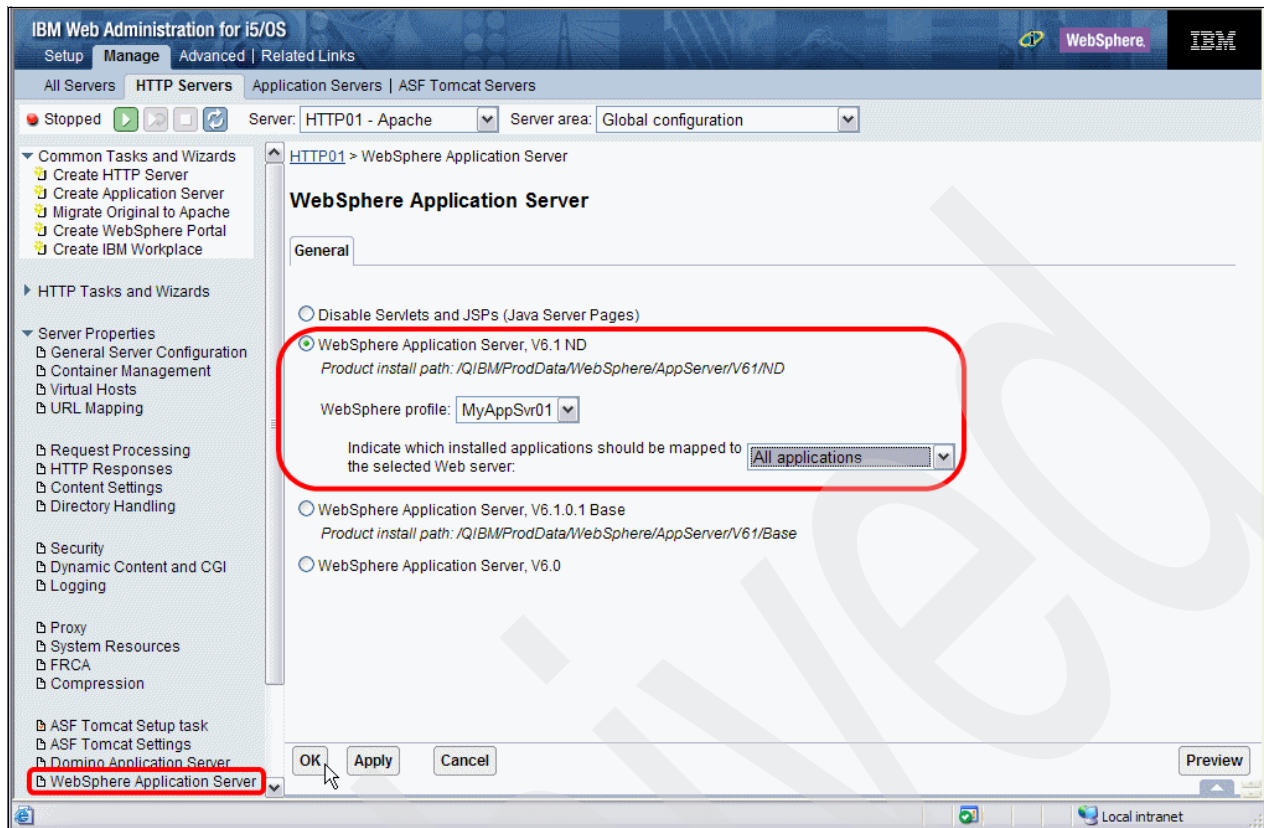 IBM Web Administration for i5/OS
Setup Manage Advanced | Related Links
WebSphere.
IBM
All Servers HTTP Servers Application Servers | ASF Tomcat Servers
Stopped Server: HTTP01 - Apache Server area: Global configuration
Common Tasks and Wizards
Create HTTP Server
Create Application Server
Migrate Original to Apache
Create WebSphere Portal
Create IBM Workplace
HTTP Tasks and Wizards
Server Properties
General Server Configuration
Container Management
Virtual Hosts
URL Mapping
Request Processing
HTTP Responses
Content Settings
Directory Handling
Security
Dynamic Content and CGI
Logging
Proxy
System Resources
FRCA
Compression
ASF Tomcat Setup task
ASF Tomcat Settings
Domino Application Server
WebSphere Application Server
HTTP01 > WebSphere Application Server
WebSphere Application Server
General
Disable Servlets and JSPs (Java Server Pages)
WebSphere Application Server, V6.1 ND
Product install path: /QIBM/ProdData/WebSphere/AppServer/V61/ND
WebSphere profile: MyAppSvr01
Indicate which installed applications should be mapped to
the selected Web server:
All applications
WebSphere Application Server, V6.1.0.1 Base
Product install path: /QIBM/ProdData/WebSphere/AppServer/V61/Base
WebSphere Application Server, V6.0
OK Apply Cancel Preview
Local intranet